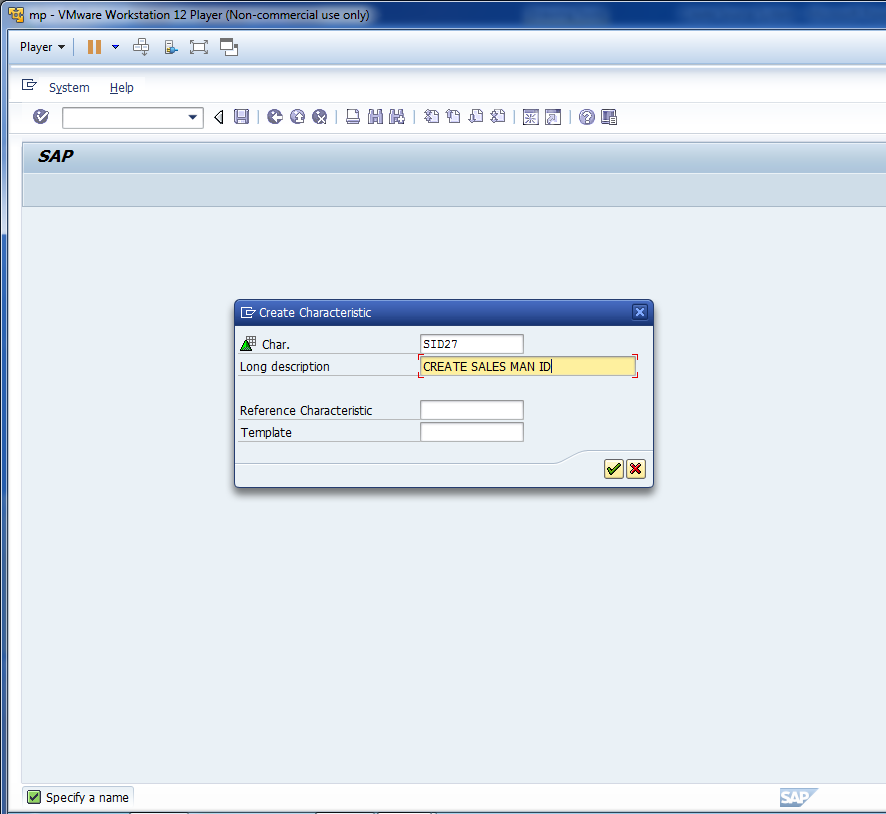 mp - VMware Workstation 12 Player (Non-commercial use only)
Player
System Help
SAP
Create Characteristic
Char. SID27
Long description CREATE SALES MAN ID
Reference Characteristic
Template
Specify a name
SAP